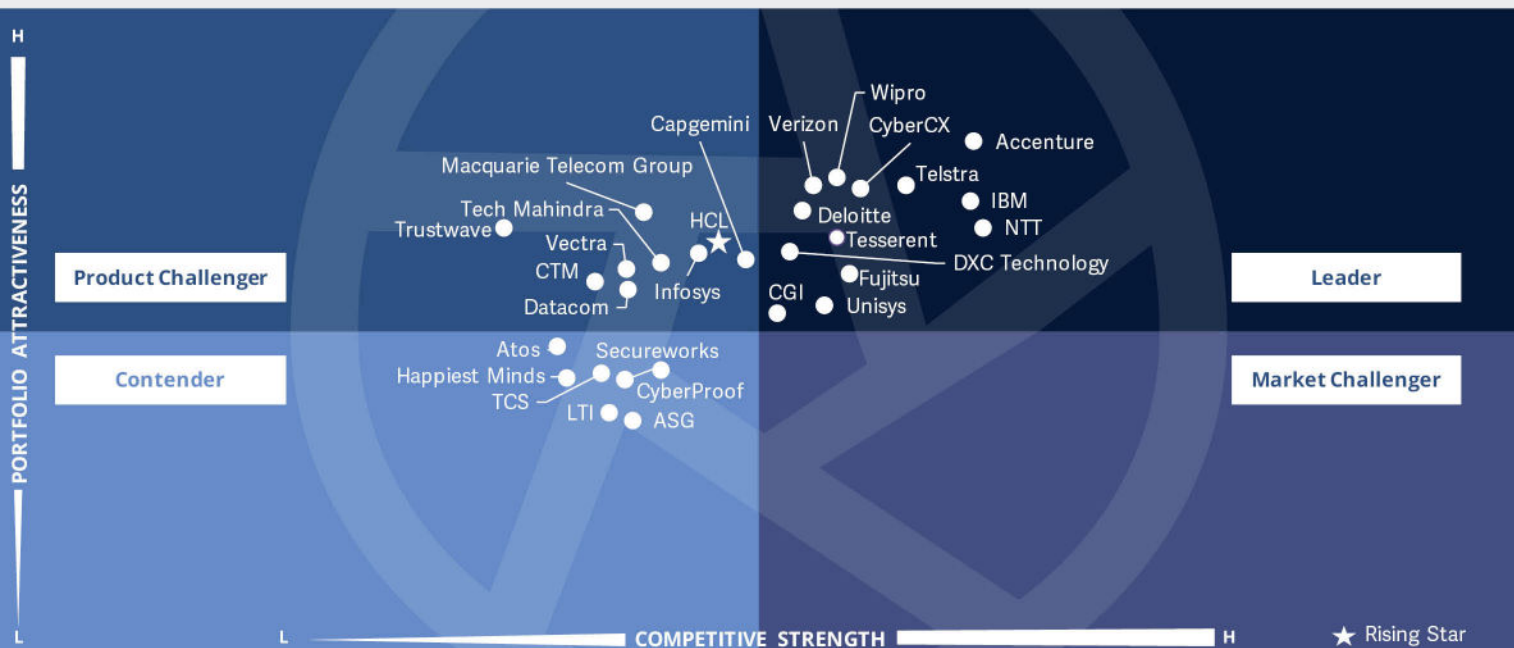 H
Wipro
Capgemini
Verizon
CyberCX
Accenture
Macquarie Telecom Group
Telstra
Tech Mahindra
IBM
HCL
Deloitte
Trustwave
NTT
Vectra
Tesserent
DXC Technology
CTM
Product Challenger
Leader
Infosys
Fujitsu
CGI
Datacom
Unisys
PORTFOLIO ATTRACTIVENESS
Atos
Secureworks
Contender
Happiest Minds
Market Challenger
CyberProof
TCS
LTI
ASG
L
L
COMPETITIVE STRENGTH
H
Rising Star